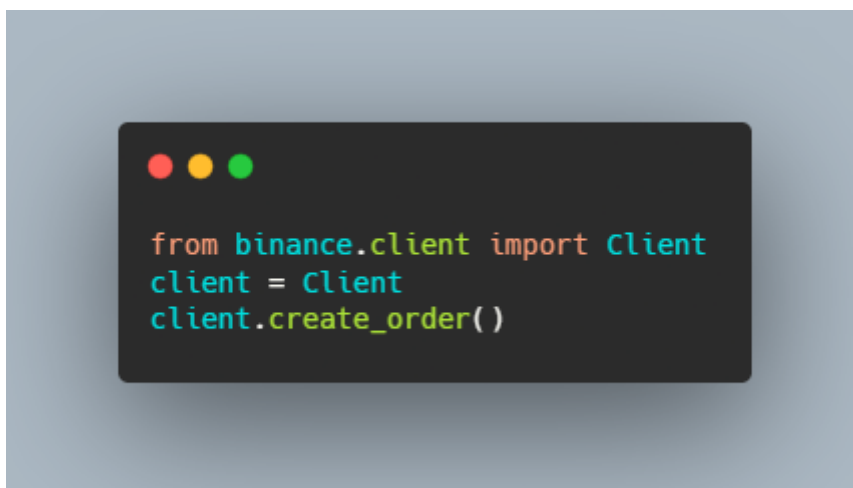 from binance.client import Client
client = Client
client.create_order()